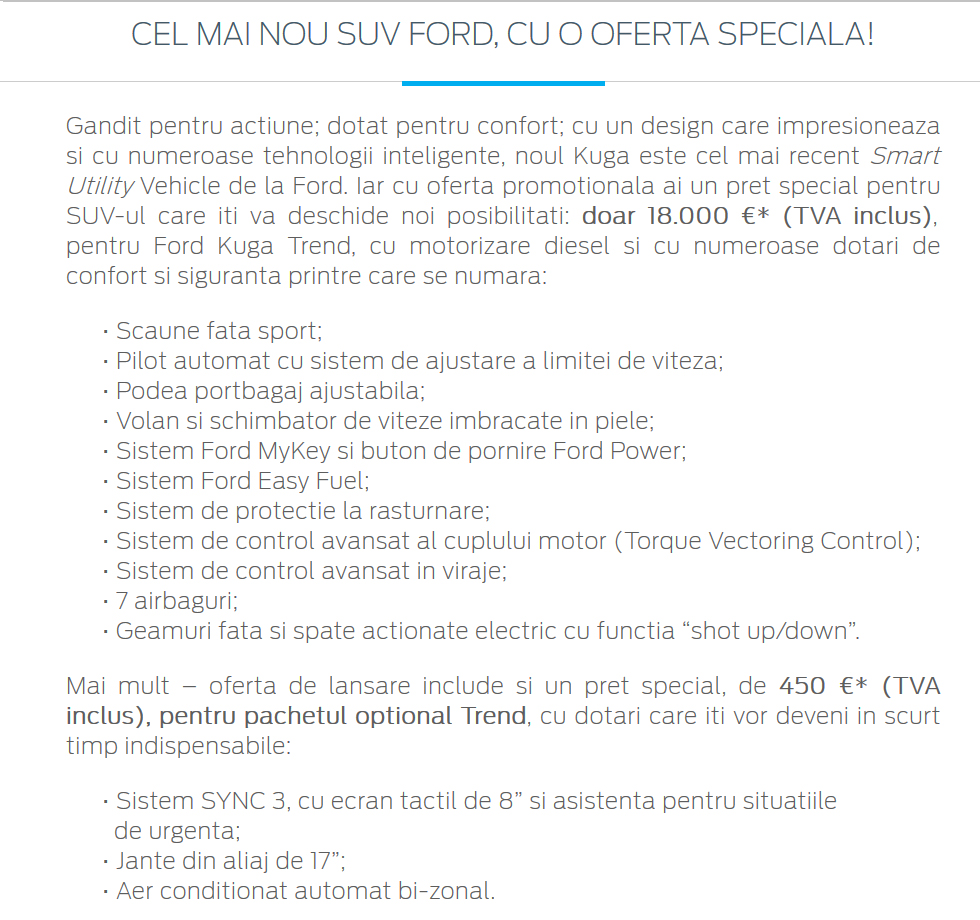 CEL MAI NOU SUV FORD, CU O OFERTA SPECIALA!
Gandit pentru actiune; dotat pentru confort; cu un design care impresioneaza
si cu numeroase tehnologii inteligente, noul Kuga este cel mai recent Smart
Utility Vehicle de la Ford. Iar cu oferta promotionala ai un pret special pentru
SUV-ul care iti va deschide noi posibilitati: doar 18.000 €* (TVA inclus),
pentru Ford Kuga Trend, cu motorizare diesel si cu numeroase dotari de
confort si siguranta printre care se numara:
· Scaune fata sport;
· Pilot automat cu sistem de ajustare a limitei de viteza;
· Podea portbagaj ajustabila;
· Volan si schimbator de viteze imbracate in piele;
· Sistem Ford MyKey si buton de pornire Ford Power;
· Sistem Ford Easy Fuel;
· Sistem de protectie la rasturnare;
· Sistem de control avansat al cuplului motor (Torque Vectoring Control);
· Sistem de control avansat in viraje;
· 7 airbaguri;
· Geamuri fata si spate actionate electric cu functia “shot up/down”.
Mai mult – oferta de lansare include si un pret special, de 450 €* (TVA
inclus), pentru pachetul optional Trend, cu dotari care iti vor deveni in scurt
timp indispensabile:
· Sistem SYNC 3, cu ecran tactil de 8” si asistenta pentru situatiile
de urgenta;
· Jante din aliaj de 17”;
· Aer conditionat automat bi-zonal.